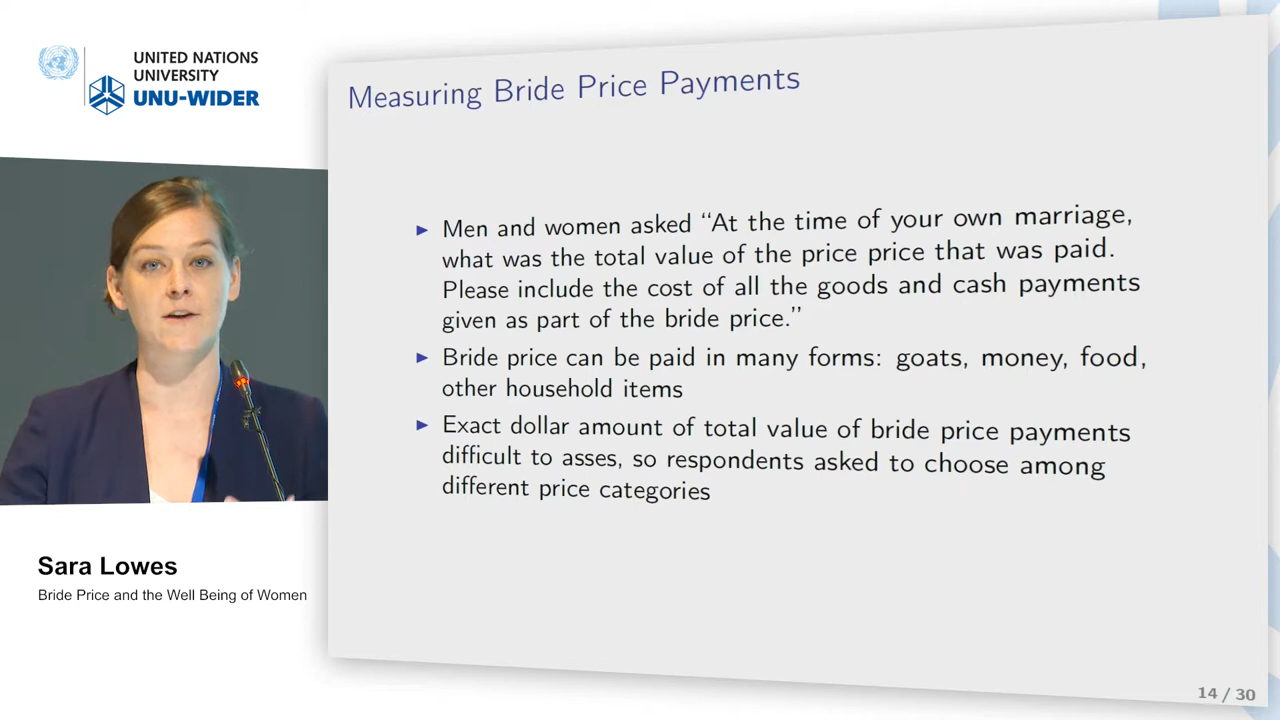 UNITED NATIONS
UNIVERSITY
UNU-WIDER
Measuring Bride Price Payments
Men and women asked “At the time of your own marriage,
what was the total value of the price price that was paid.
Please include the cost of all the goods and cash payments
given as part of the bride price.”
Bride price can be paid in many forms: goats, money, food,
other household items
Exact dollar amount of total value of bride price payments
difficult to asses, so respondents asked to choose among
different price categories
Sara Lowes
Bride Price and the Well Being of Women
14 / 30